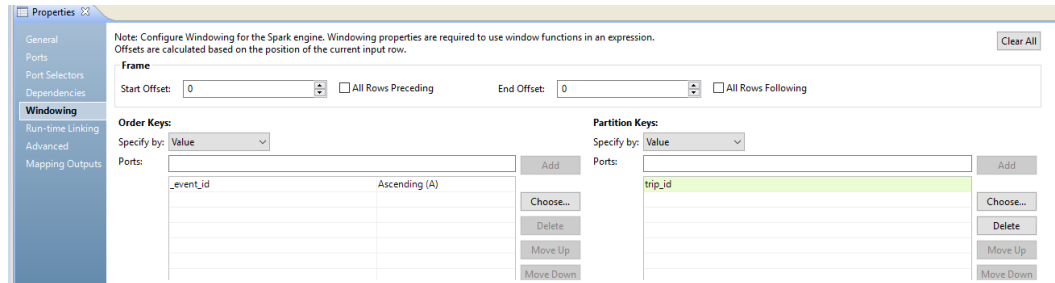 Properties
General
Ports
Port Selectors
Dependencies
Windowing
Run-time Linking
Advanced
Mapping Outputs
Note: Configure Windowing for the Spark engine. Windowing properties are required to use window functions in an expression.
Offsets are calculated based on the position of the current input row.
Clear All
Frame
Start Offset: 0 All Rows Preceding End Offset: 0 All Rows Following
Order Keys:
Specify by: Value
Ports: Add
_event_id Ascending (A)
Choose...
Delete
Move Up
Move Down
Partition Keys:
Specify by: Value
Ports: Add
trip_id
Choose...
Delete
Move Up
Move Down